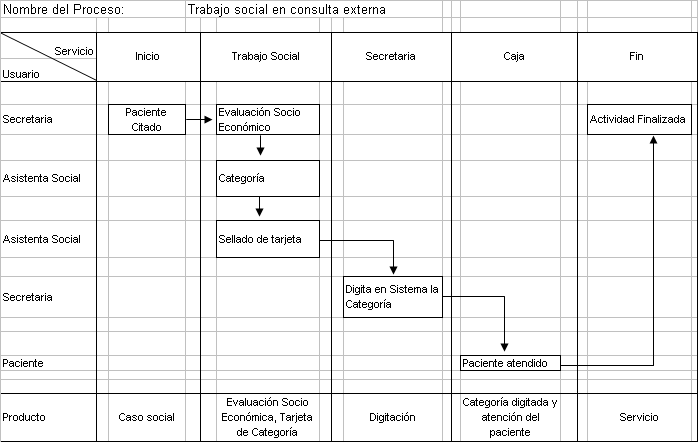 Nombre del Proceso: Trabajo social en consulta externa
Servicio
Usuario
Inicio
Trabajo Social
Secretaria
Caja
Fin
Secretaria
Paciente
Citado
Evaluación Socio
Económico
Actividad Finalizada
Asistenta Social
Categoría
Asistenta Social
Sellado de tarjeta
Secretaria
Digita en Sistema la
Categoría
Paciente
Paciente atendido
Producto
Caso social
Evaluación Socio
Económica, Tarjeta
de Categoría
Digitación
Categoría digitada y
atención del
paciente
Servicio